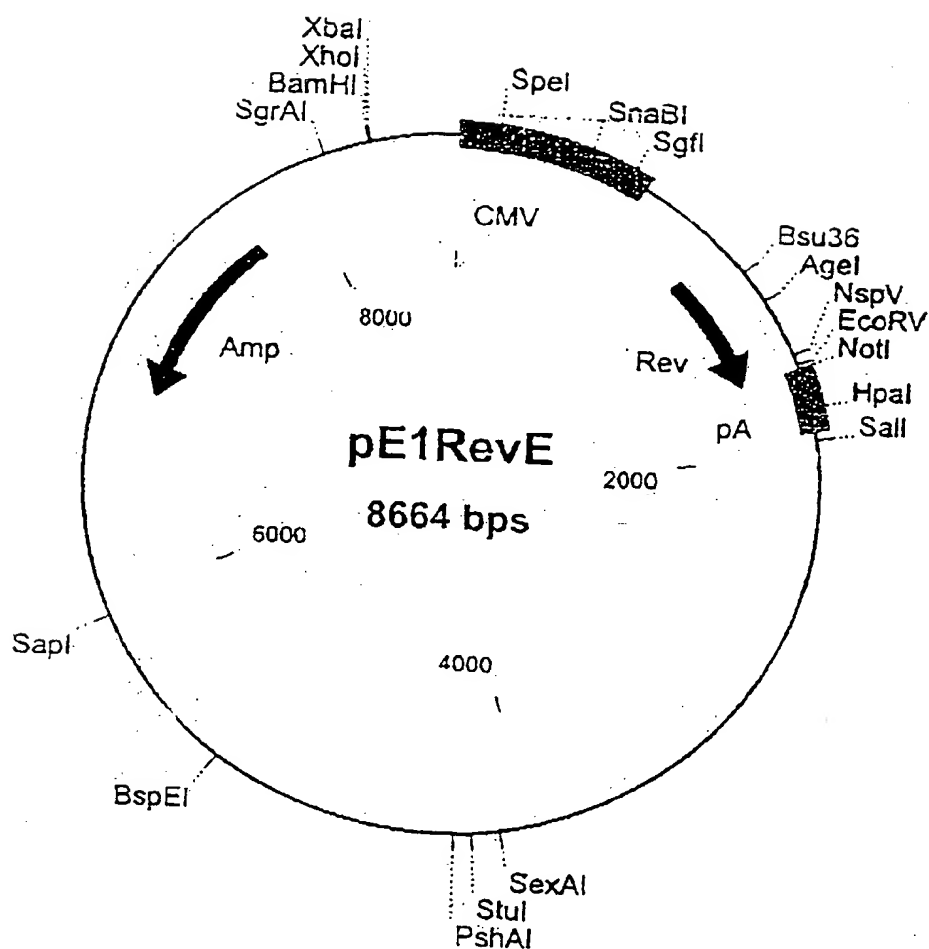 XbaI
XhoI
BamHI
SgrAI
SpeI
SnaBI
SgfI
CMV
Bsu36
AgeI
NspV
EcoRV
NotI
HpaI
SalI
8000
Amp
Rev
pA
pE1RevE
8664 bps
2000
6000
4000
SapI
BspEI
SexAI
StuI
PshAI